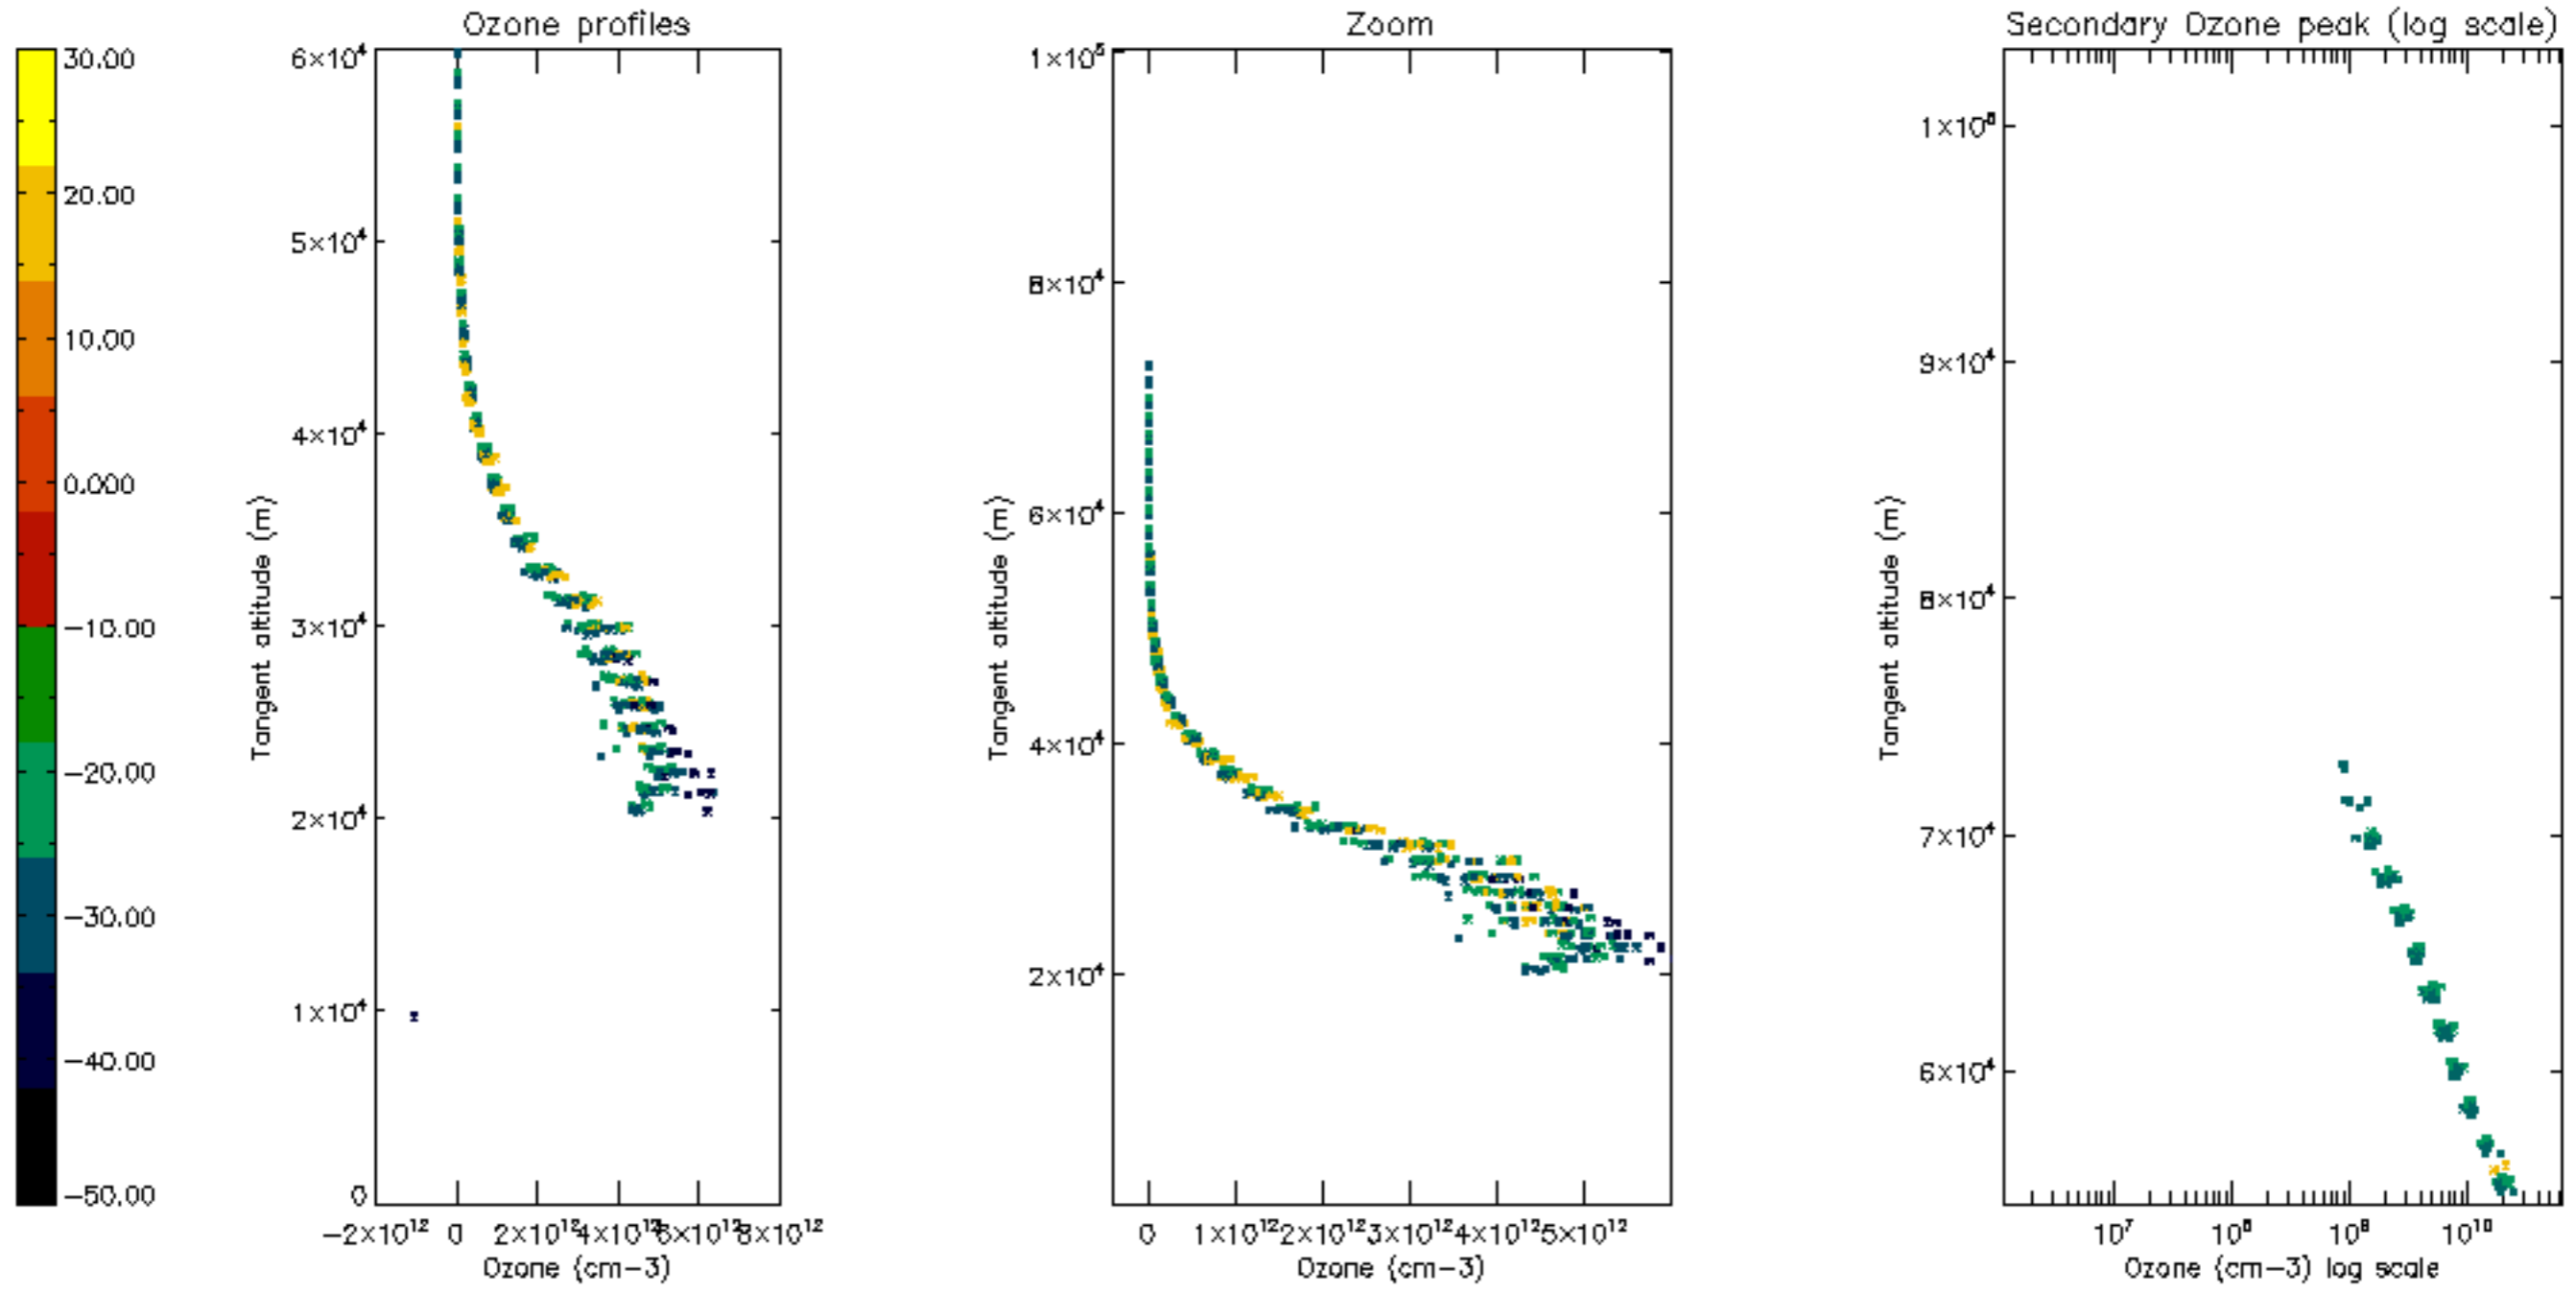 Ozone profiles
Zoom
Secondary Ozone peak (log scale)
30.00
20.00
10.00
0.000
−10.00
−20.00
−30.00
−40.00
−50.00
Tangent altitude (m)
6×10⁴
5×10⁴
4×10⁴
3×10⁴
2×10⁴
1×10⁴
0
−2×10¹² 0 2×10¹² 4×10¹² 6×10¹² 8×10¹²
Ozone (cm−3)
Tangent altitude (m)
1×10⁵
8×10⁴
6×10⁴
4×10⁴
2×10⁴
0 1×10¹² 2×10¹² 3×10¹² 4×10¹² 5×10¹²
Ozone (cm−3)
Tangent altitude (m)
1×10⁵
9×10⁴
8×10⁴
7×10⁴
6×10⁴
10⁷ 10⁸ 10⁹ 10¹⁰
Ozone (cm−3) log scale